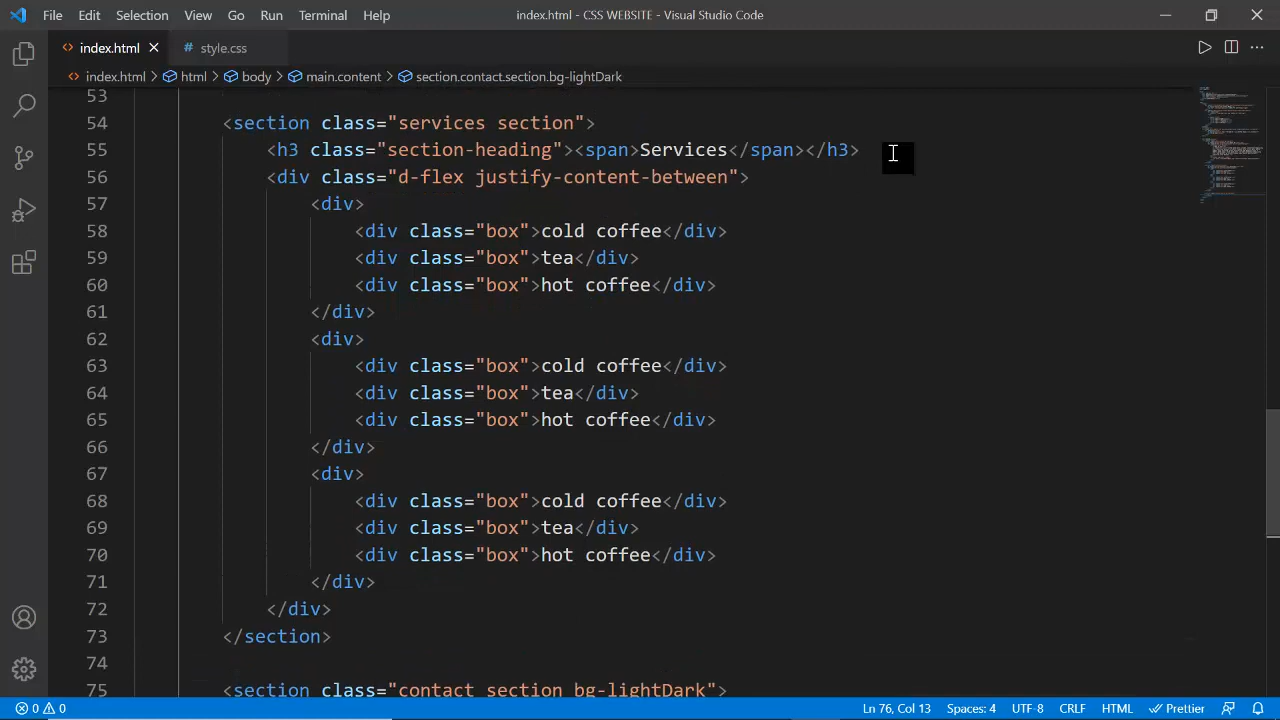 File Edit Selection View Go Run Terminal Help index.html - CSS WEBSITE - Visual Studio Code
index.html style.css
index.html > html > body > main.content > section.contact.section.bg-lightDark
53
54 <section class="services section">
55 <h3 class="section-heading"><span>Services</span></h3>
56 <div class="d-flex justify-content-between">
57 <div>
58 <div class="box">cold coffee</div>
59 <div class="box">tea</div>
60 <div class="box">hot coffee</div>
61 </div>
62 <div>
63 <div class="box">cold coffee</div>
64 <div class="box">tea</div>
65 <div class="box">hot coffee</div>
66 </div>
67 <div>
68 <div class="box">cold coffee</div>
69 <div class="box">tea</div>
70 <div class="box">hot coffee</div>
71 </div>
72 </div>
73 </section>
74
75 <section class="contact section bg-lightDark">
0 0 Ln 76, Col 13 Spaces: 4 UTF-8 CRLF HTML Prettier